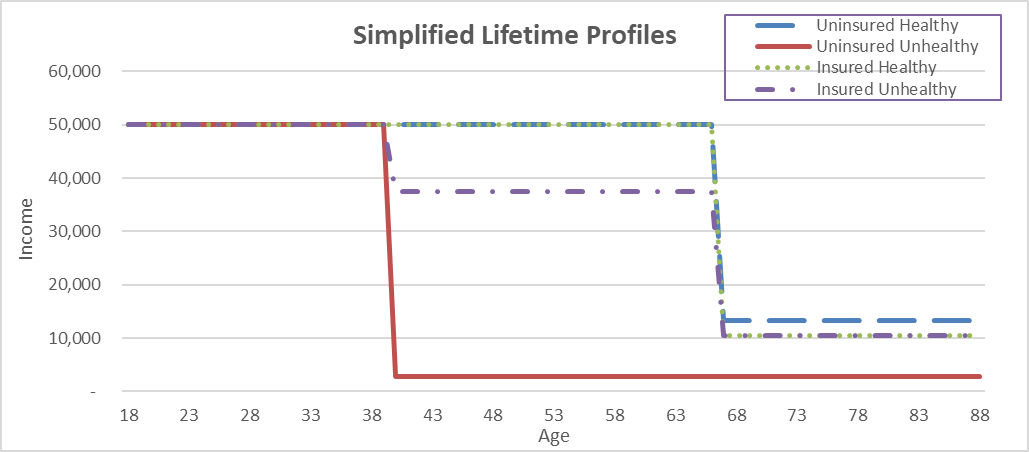 Simplified Lifetime Profiles
Uninsured Healthy
Uninsured Unhealthy
Insured Healthy
Insured Unhealthy
60,000
50,000
40,000
30,000
20,000
10,000
-
Income
18 23 28 33 38 43 48 53 58 63 68 73 78 83 88
Age